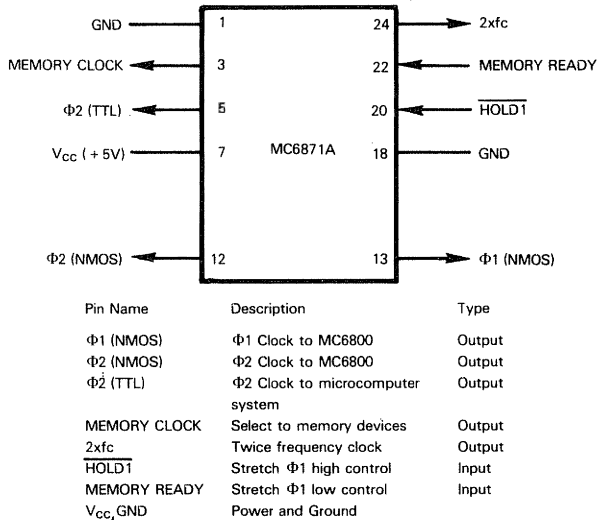 GND 1 24 2xfc
MEMORY CLOCK 3 22 MEMORY READY
Φ2 (TTL) 5 20 HOLD1
VCC (+5V) 7 MC6871A 18 GND
Φ2 (NMOS) 12 13 Φ1 (NMOS)
Pin Name Description Type
Φ1 (NMOS) Φ1 Clock to MC6800 Output
Φ2 (NMOS) Φ2 Clock to MC6800 Output
Φ2 (TTL) Φ2 Clock to microcomputer Output
system
MEMORY CLOCK Select to memory devices Output
2xfc Twice frequency clock Output
HOLD1 Stretch Φ1 high control Input
MEMORY READY Stretch Φ1 low control Input
VCC, GND Power and Ground